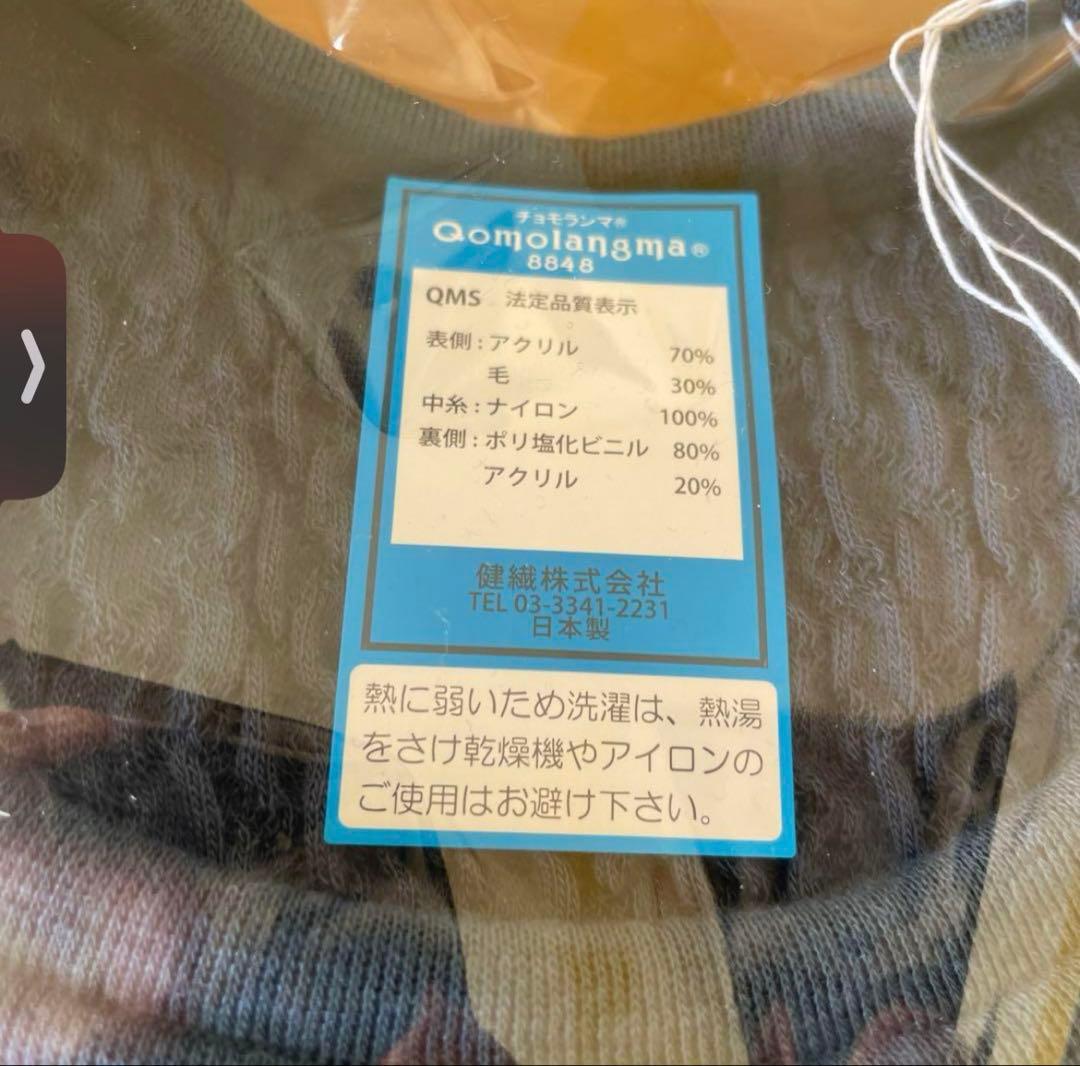 チョモランマ®
Qomolangma®
8848
QMS 法定品質表示
表側:アクリル 70%
毛 30%
中糸:ナイロン 100%
裏側:ポリ塩化ビニル 80%
アクリル 20%
健繊株式会社
TEL 03-3341-2231
日本製
熱に弱いため洗濯は、熱湯
をさけ乾燥機やアイロンの
ご使用はお避け下さい。